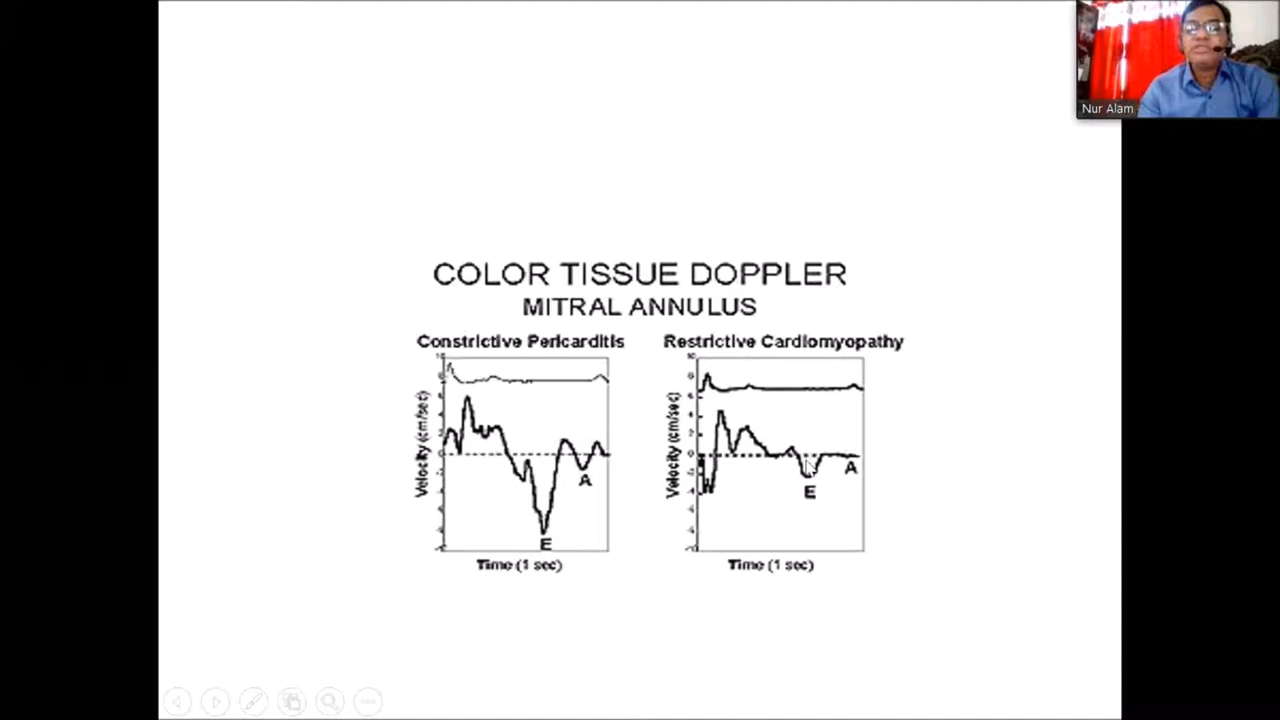 Nur Alam
COLOR TISSUE DOPPLER
MITRAL ANNULUS
Constrictive Pericarditis
Restrictive Cardiomyopathy
Velocity (cm/sec)
A
E
Time (1 sec)
Velocity (cm/sec)
E
A
Time (1 sec)